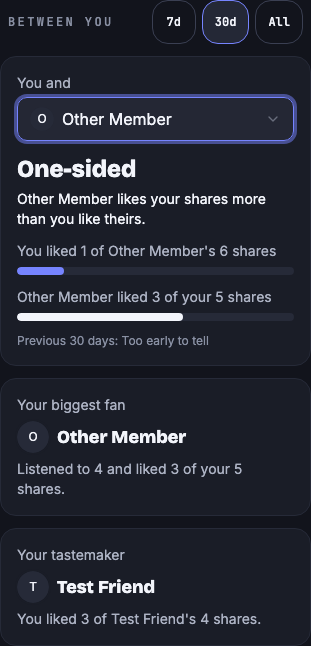 BETWEEN YOU
7d
30d
All
You and
O
Other Member
One-sided
Other Member likes your shares more
than you like theirs.
You liked 1 of Other Member's 6 shares
Other Member liked 3 of your 5 shares
Previous 30 days: Too early to tell
Your biggest fan
O
Other Member
Listened to 4 and liked 3 of your 5
shares.
Your tastemaker
T
Test Friend
You liked 3 of Test Friend's 4 shares.